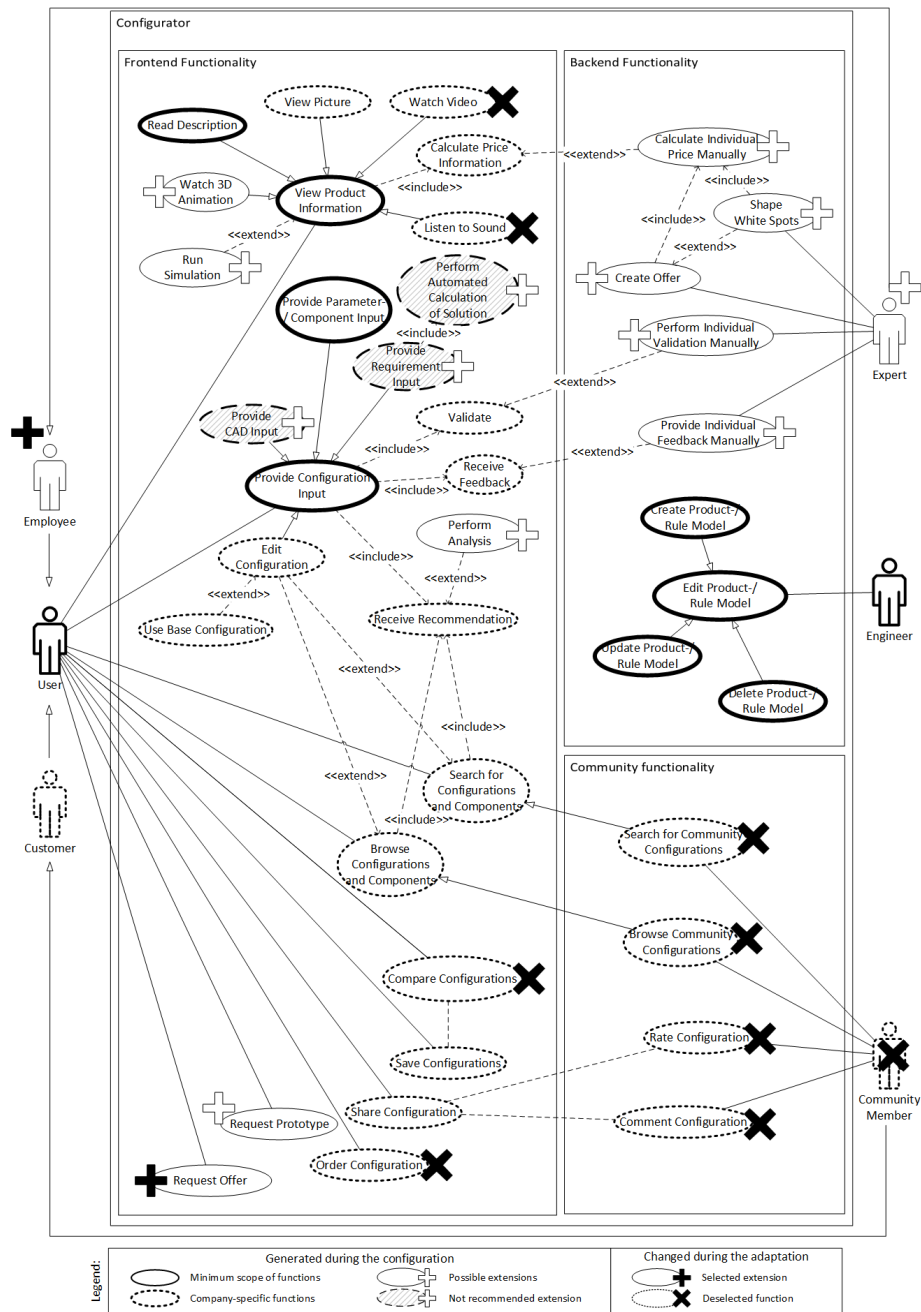 Configurator
Frontend Functionality
Backend Functionality
View Picture
Watch Video
Read Description
Calculate Price
Information
Calculate Individual
Price Manually
<<extend>>
<<include>>
Watch 3D
Animation
View Product
Information
<<include>>
Shape
White Spots
<<include>>
Listen to Sound
<<extend>>
<<extend>>
Run
Simulation
Perform
Automated
Calculation
of Solution
Create Offer
Provide Parameter-
/ Component Input
<<include>>
Perform Individual
Validation Manually
Provide
Requirement
Input
Expert
<<extend>>
Provide
CAD Input
Validate
Provide Individual
Feedback Manually
<<include>>
<<extend>>
Receive
Feedback
Provide Configuration
Input
<<include>>
Employee
Create Product-/
Rule Model
Perform
Analysis
Edit
Configuration
<<include>>
<<extend>>
<<extend>>
Edit Product-/
Rule Model
Use Base Configuration
Receive Recommendation
Engineer
Update Product-/
Rule Model
<<extend>>
User
Delete Product-/
Rule Model
<<include>>
Search for
Configurations
and Components
Community functionality
<<extend>>
<<include>>
Customer
Browse
Configurations
and Components
Search for Community
Configurations
Browse Community
Configurations
Compare Configurations
Rate Configuration
Save Configurations
Community
Member
Share Configuration
Comment Configuration
Request Prototype
Order Configuration
Request Offer
Legend:
Generated during the configuration
Changed during the adaptation
Minimum scope of functions
Possible extensions
Selected extension
Company-specific functions
Not recommended extension
Deselected function